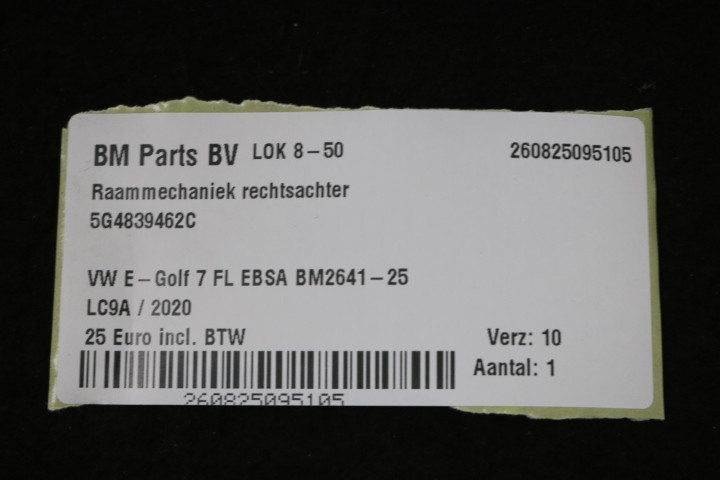 BM Parts BV LOK 8-50 260825095105
Raammechaniek rechtsachter
5G4839462C
VW E-Golf 7 FL EBSA BM2641-25
LC9A / 2020
25 Euro incl. BTW Verz: 10
Aantal: 1
260825095105